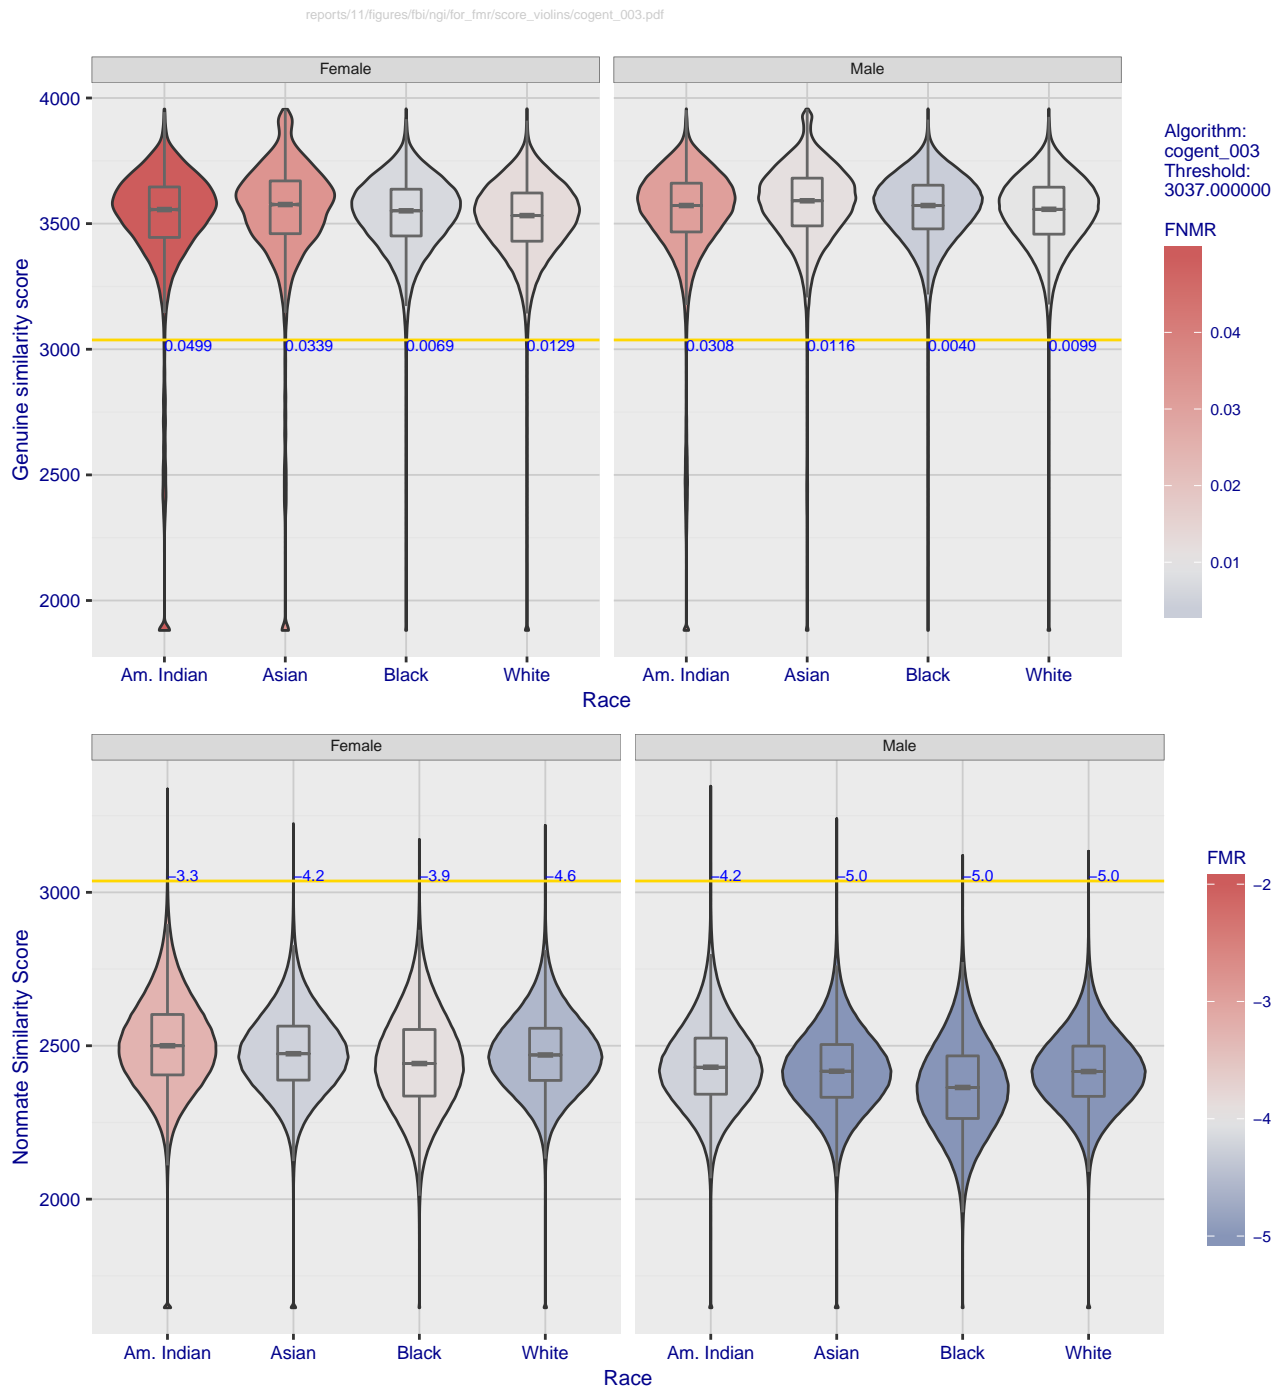 reports/11/figures/fbi/ngi/for_fmr/score_violins/cogent_003.pdf
Female
Male
Genuine similarity score
4000
3500
3000
2500
2000
0.0499
0.0339
0.0069
0.0129
0.0308
0.0116
0.0040
0.0099
Am. Indian
Asian
Black
White
Am. Indian
Asian
Black
White
Race
Algorithm:
cogent_003
Threshold:
3037.000000
FNMR
0.04
0.03
0.02
0.01
Female
Male
Nonmate Similarity Score
3000
2500
2000
−3.3
−4.2
−3.9
−4.6
−4.2
−5.0
−5.0
−5.0
Am. Indian
Asian
Black
White
Am. Indian
Asian
Black
White
Race
FMR
−2
−3
−4
−5